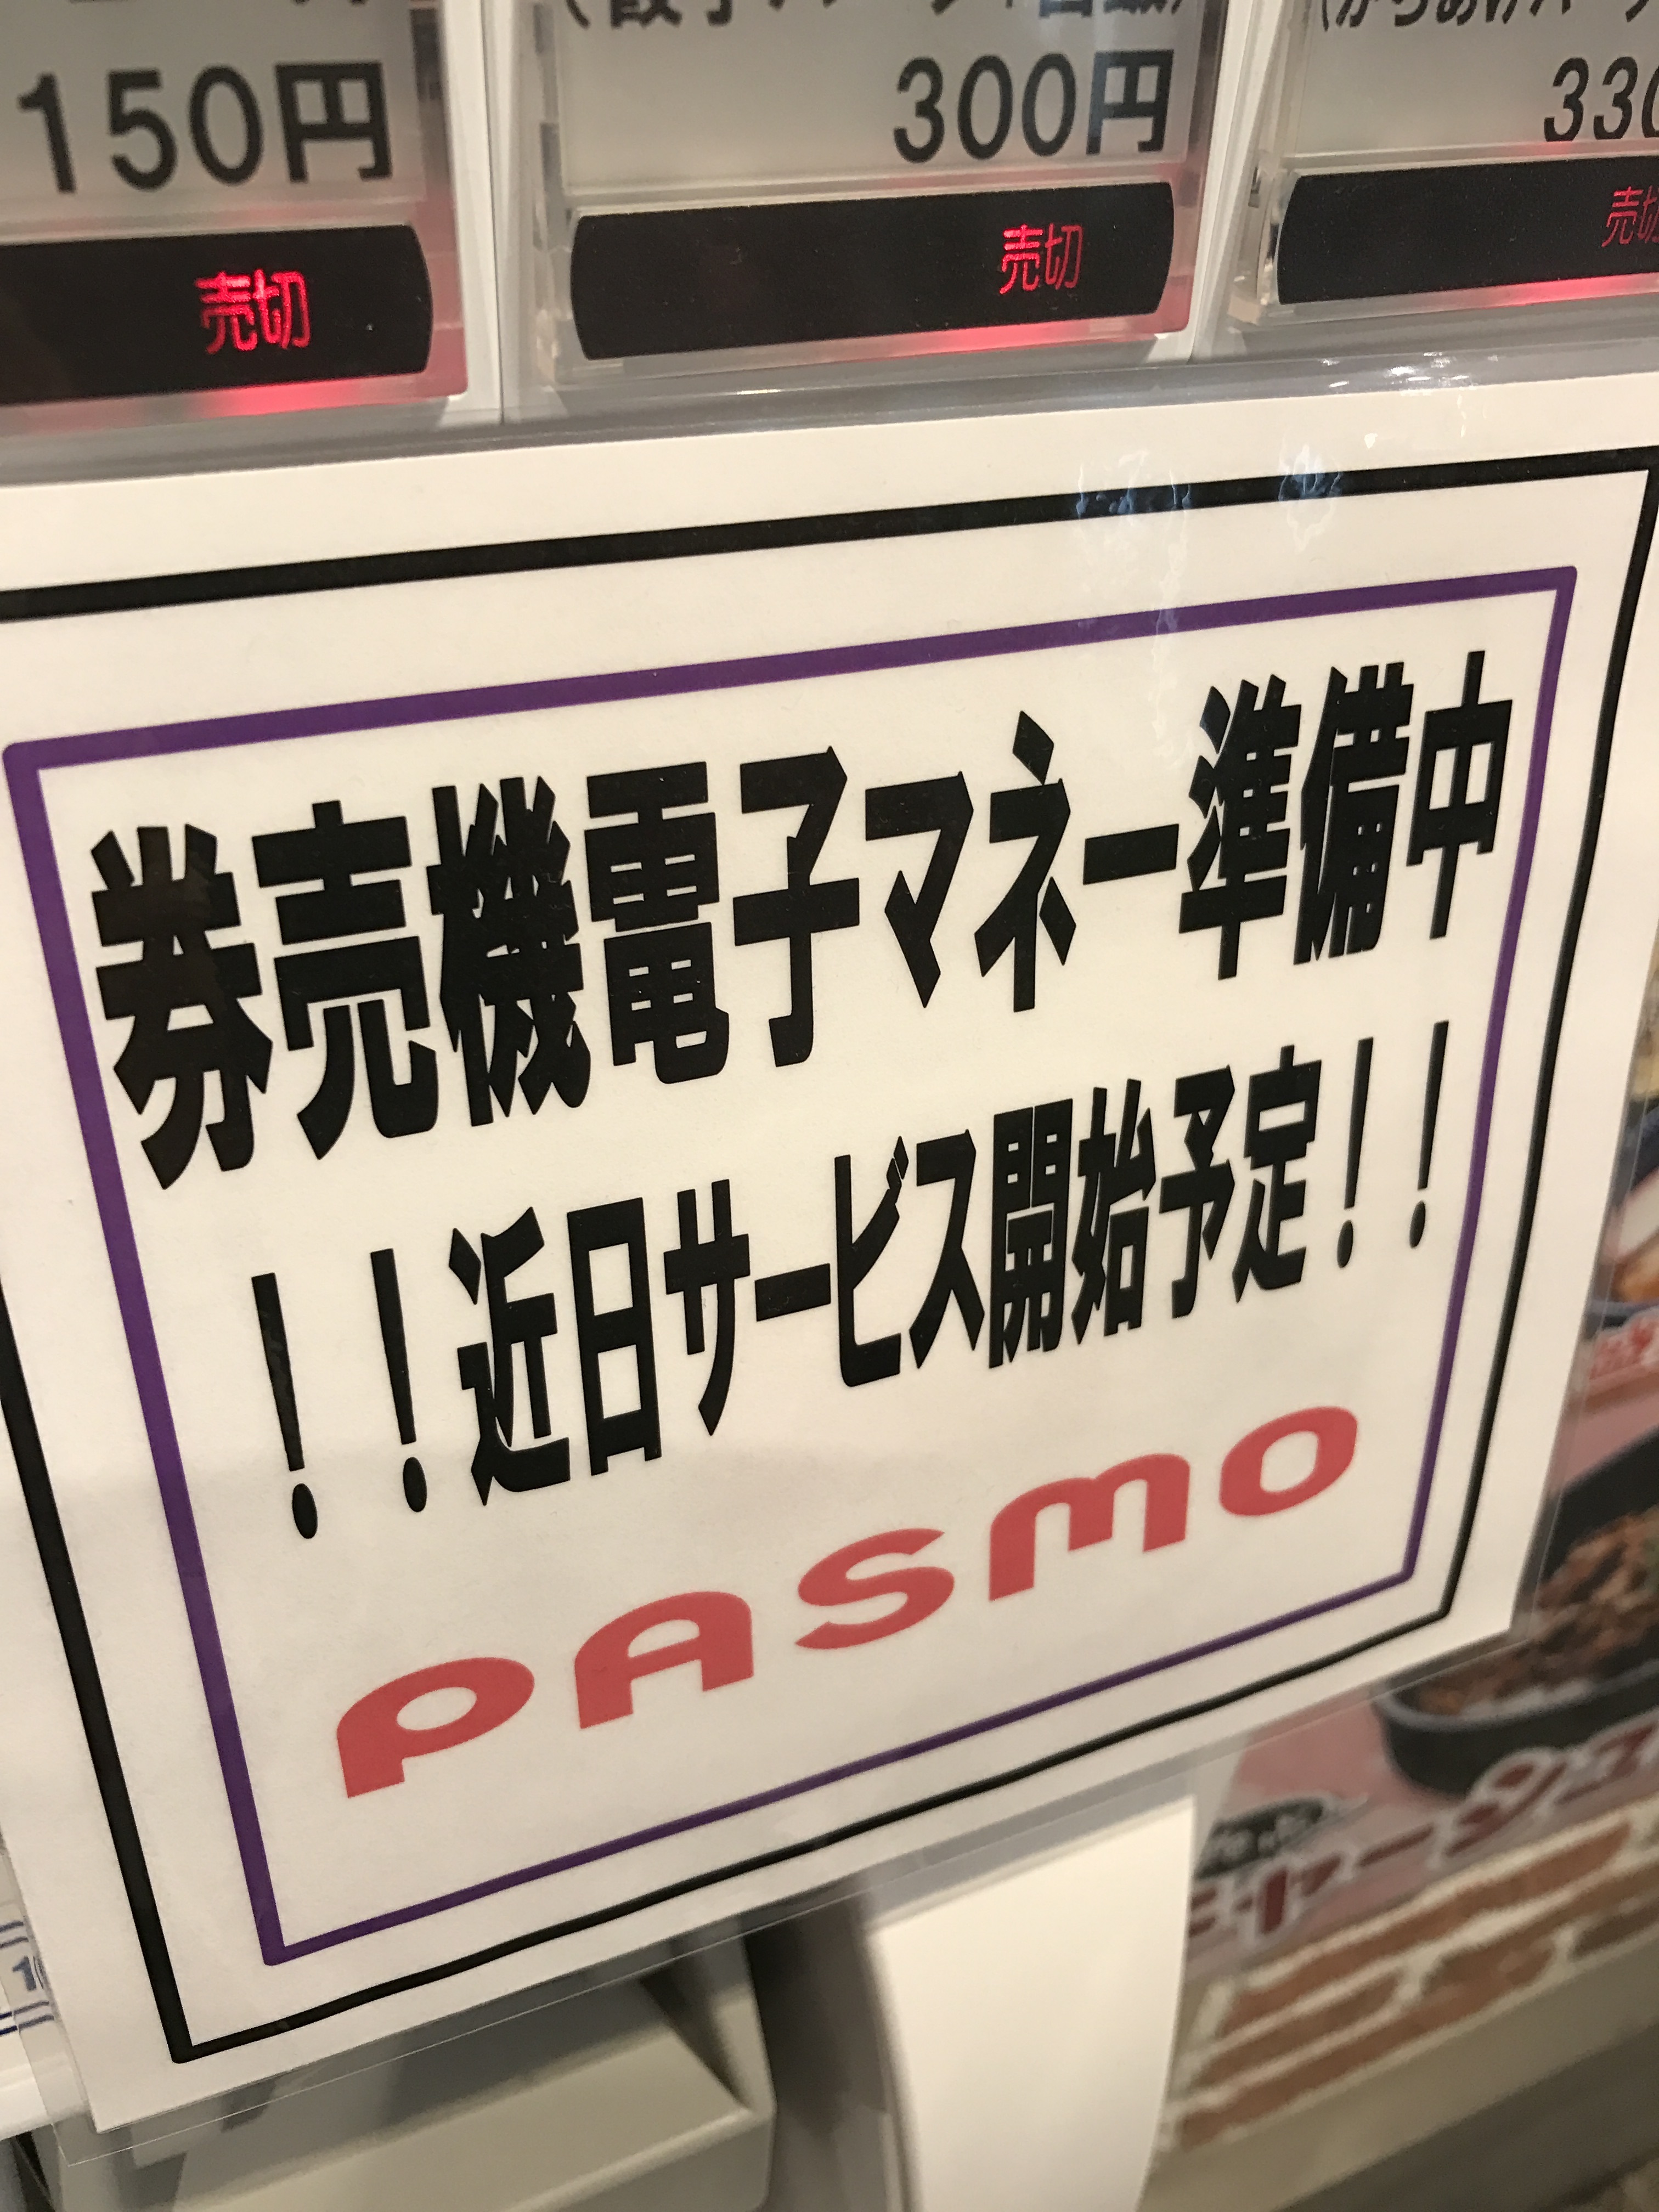 150円
300円
330
売切
売切
売切
券売機電子マネー準備中
！！近日サービス開始予定！！
PASMO